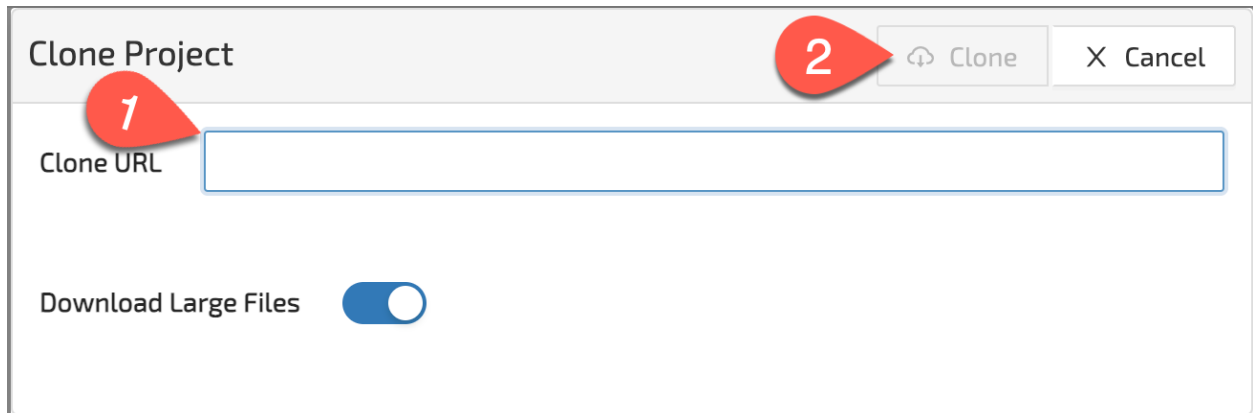 Clone Project
2
Clone
X Cancel
1
Clone URL
Download Large Files